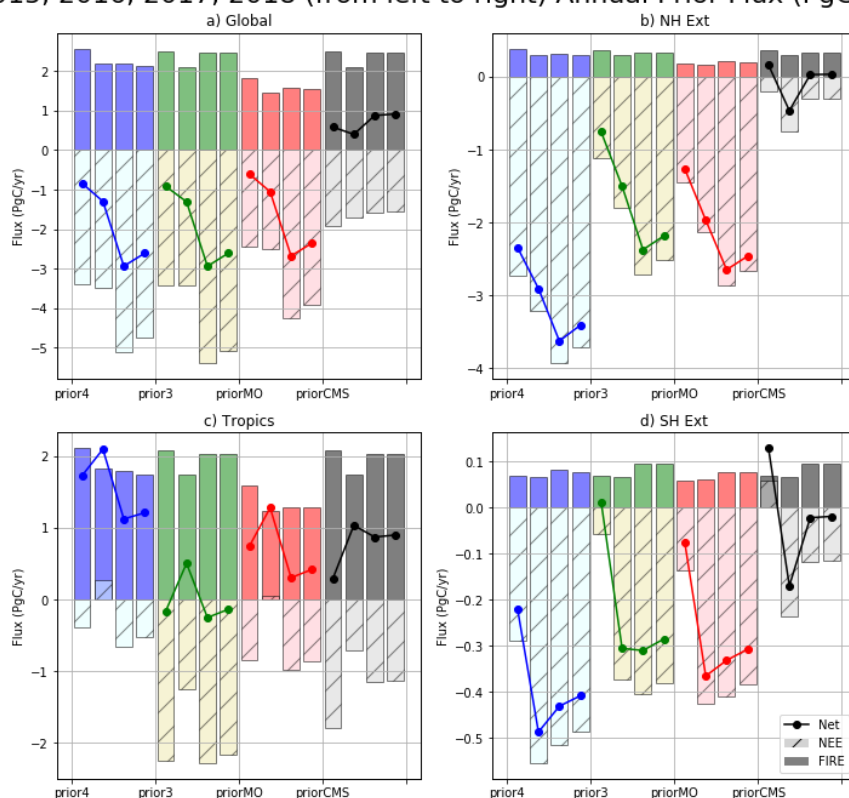 2016, 2017, 2018 (from left to right) Annual Prior Flux
a) Global
b) NH Ext
Flux (PgC/yr)
2
1
0
−1
−2
−3
−4
−5
prior4 prior3 priorMO priorCMS
Flux (PgC/yr)
0
−1
−2
−3
−4
prior4 prior3 priorMO priorCMS
c) Tropics
d) SH Ext
Flux (PgC/yr)
2
1
0
−1
−2
prior4 prior3 priorMO priorCMS
Flux (PgC/yr)
0.1
0.0
−0.1
−0.2
−0.3
−0.4
−0.5
prior4 prior3 priorMO priorCMS
Net
NEE
FIRE